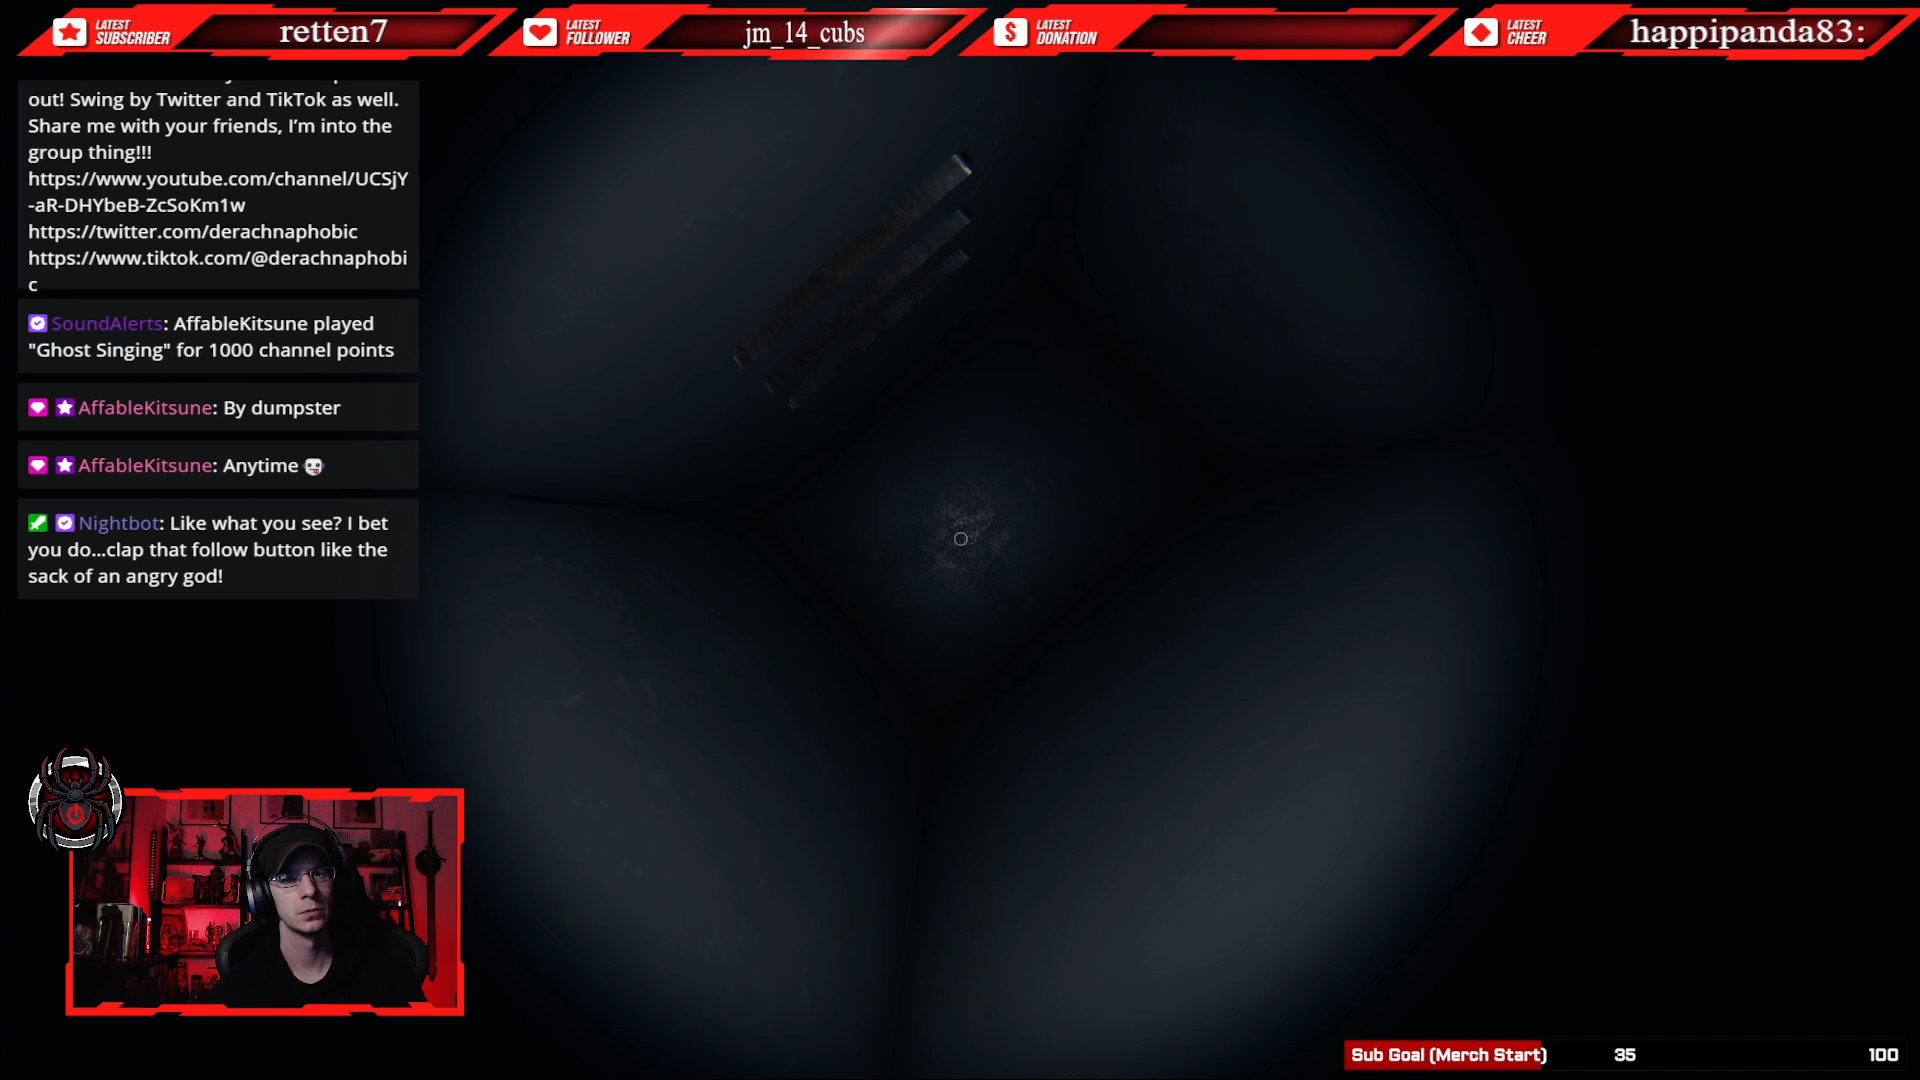 LATEST SUBSCRIBER
retten7
LATEST FOLLOWER
jm_14_cubs
LATEST DONATION
LATEST CHEER
happipanda83:
out! Swing by Twitter and TikTok as well.
Share me with your friends, I'm into the
group thing!!!
https://www.youtube.com/channel/UCSjY
-aR-DHYbeB-ZcSoKm1w
https://twitter.com/derachnaphobic
https://www.tiktok.com/@derachnaphobi
c
SoundAlerts: AffableKitsune played
"Ghost Singing" for 1000 channel points
AffableKitsune: By dumpster
AffableKitsune: Anytime
Nightbot: Like what you see? I bet
you do...clap that follow button like the
sack of an angry god!
Sub Goal (Merch Start) 35 100